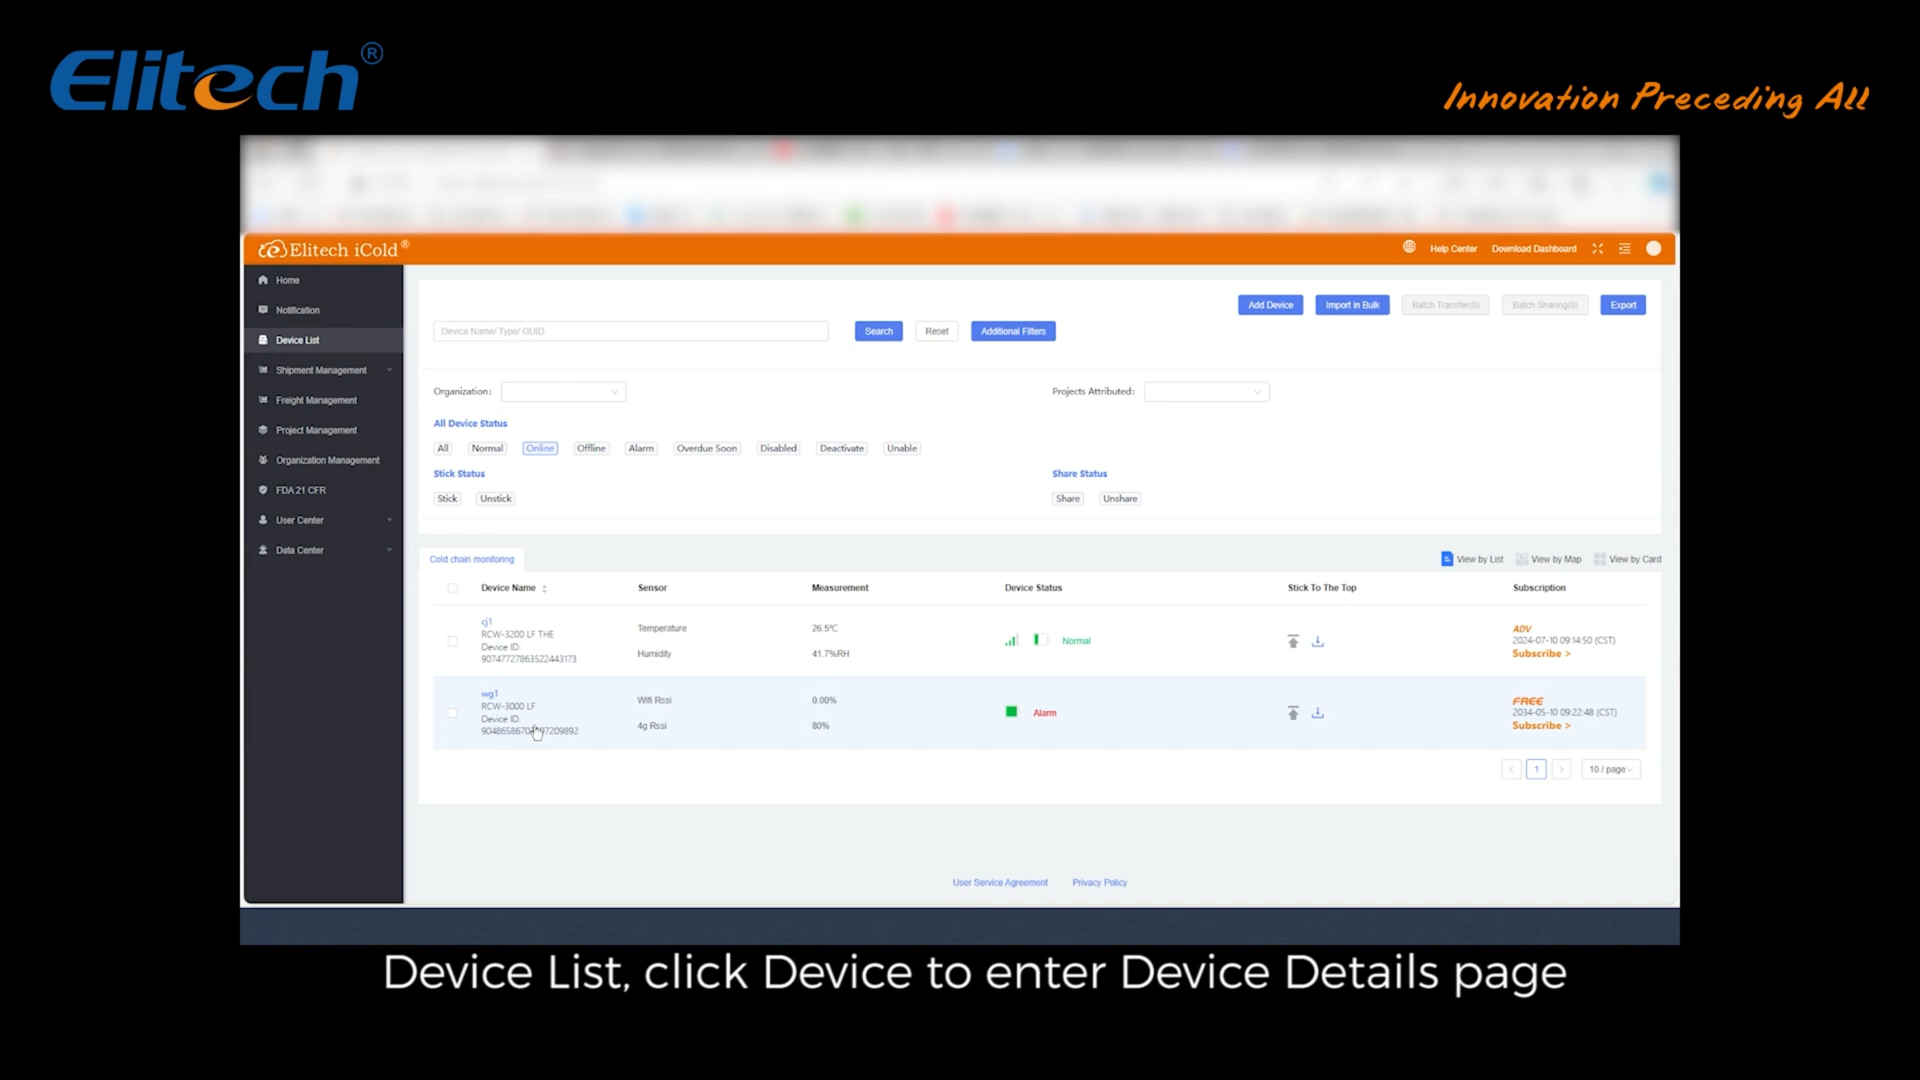 Elitech®
Innovation Preceding All
Elitech iCold®
Help Center
Download Dashboard
Home
Notification
Device List
Shipment Management
Freight Management
Project Management
Organization Management
FDA 21 CFR
User Center
Data Center
Add Device
Import in Bulk
Batch Transfer(0)
Batch Sharing(0)
Export
Device Name/ Type/ GUID
Search
Reset
Additional Filters
Organization:
Projects Attributed:
All Device Status
All
Normal
Online
Offline
Alarm
Overdue Soon
Disabled
Deactivate
Unable
Stick Status
Share Status
Stick
Unstick
Share
Unshare
Cold chain monitoring
View by List
View by Map
View by Card
Device Name
Sensor
Measurement
Device Status
Stick To The Top
Subscription
cj1
RCW-3200 LF THE
Device ID:
90747727863522443173
Temperature
26.5℃
Humidity
41.7%RH
Normal
ADV
2024-07-10 09:14:50 (CST)
Subscribe >
wg1
RCW-3000 LF
Device ID:
Wifi Rssi
0.00%
4g Rssi
80%
Alarm
FREE
2034-05-10 09:22:48 (CST)
Subscribe >
1
10 / page
User Service Agreement
Privacy Policy
Device List, click Device to enter Device Details page